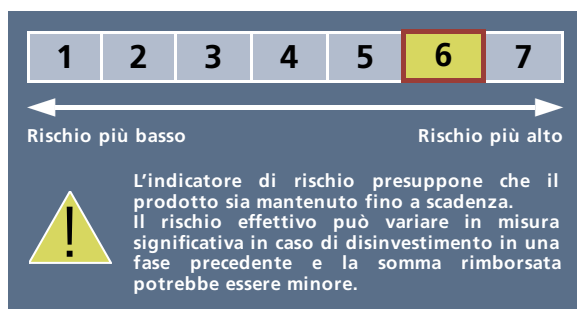 1 2 3 4 5 6 7
Rischio più basso Rischio più alto
L'indicatore di rischio presuppone che il
prodotto sia mantenuto fino a scadenza.
Il rischio effettivo può variare in misura
significativa in caso di disinvestimento in una
fase precedente e la somma rimborsata
potrebbe essere minore.
!